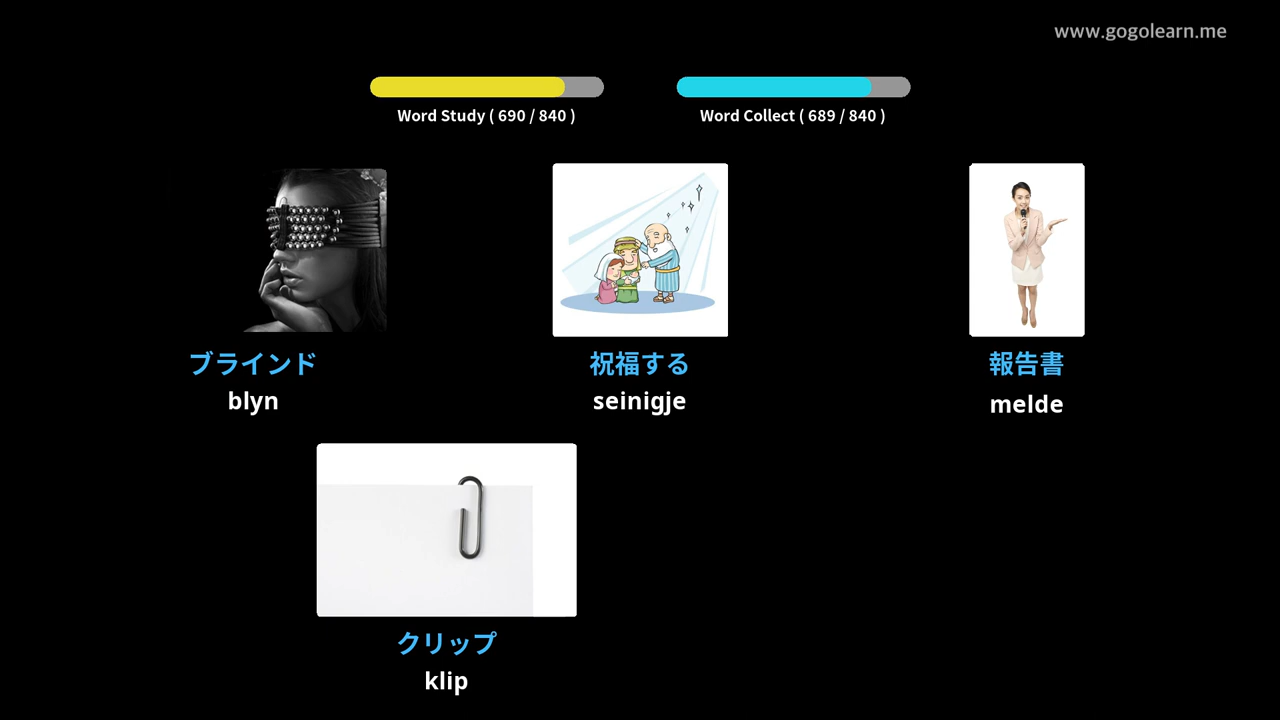 www.gogolearn.me
Word Study ( 690 / 840 )
Word Collect ( 689 / 840 )
ブラインド
blyn
祝福する
seinigje
報告書
melde
クリップ
klip